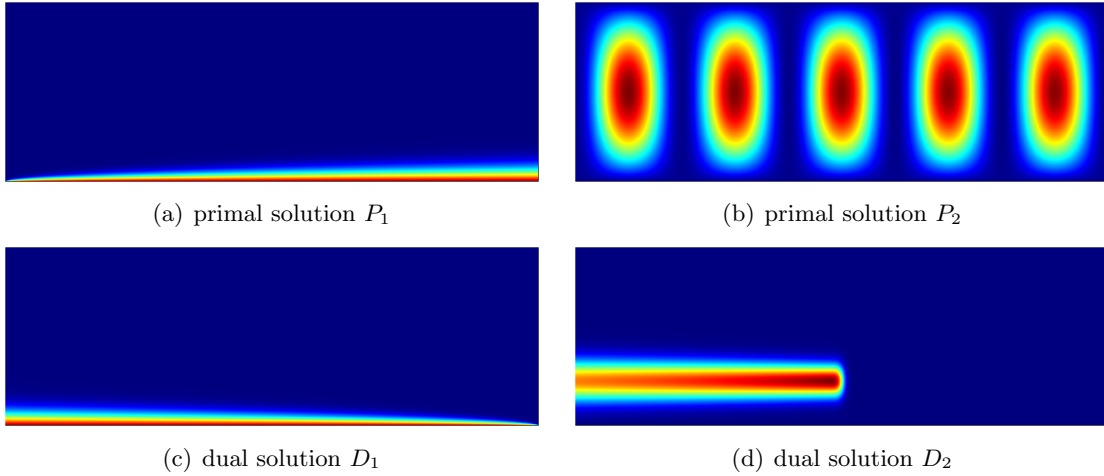 (a) primal solution P₁
(b) primal solution P₂
(c) dual solution D₁
(d) dual solution D₂